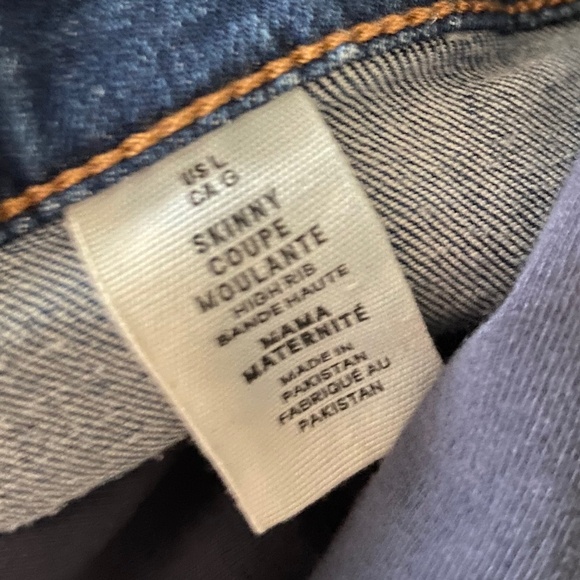 US L
CA G
SKINNY
COUPE
MOULANTE
HIGH RIB
BANDE HAUTE
MAMA
MATERNITÉ
MADE IN
PAKISTAN
FABRIQUÉ AU
PAKISTAN